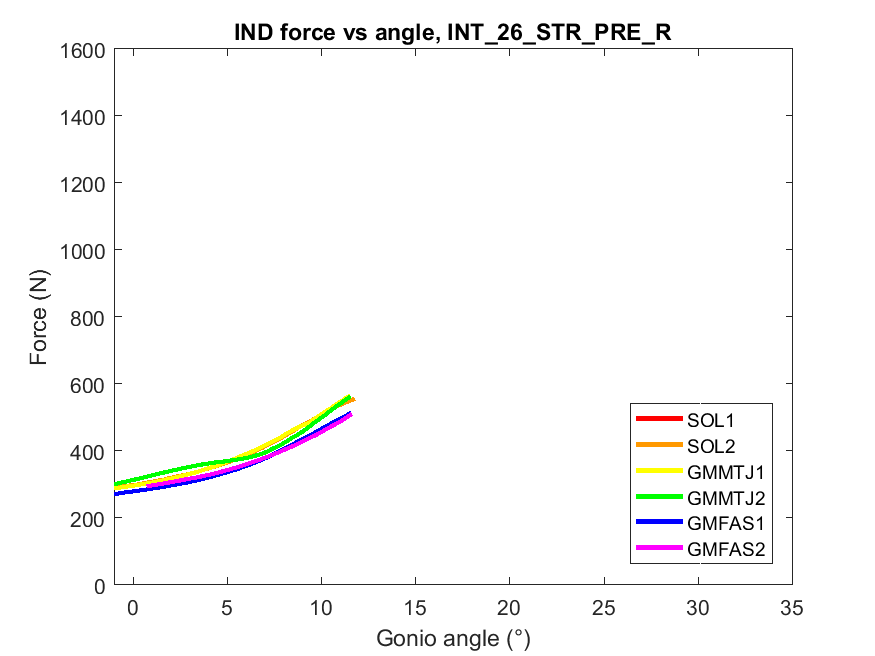 IND force vs angle, INT_26_STR_PRE_R
1600
1400
1200
1000
800
600
400
200
0
Force (N)
0 5 10 15 20 25 30 35
Gonio angle (°)
SOL1
SOL2
GMMTJ1
GMMTJ2
GMFAS1
GMFAS2